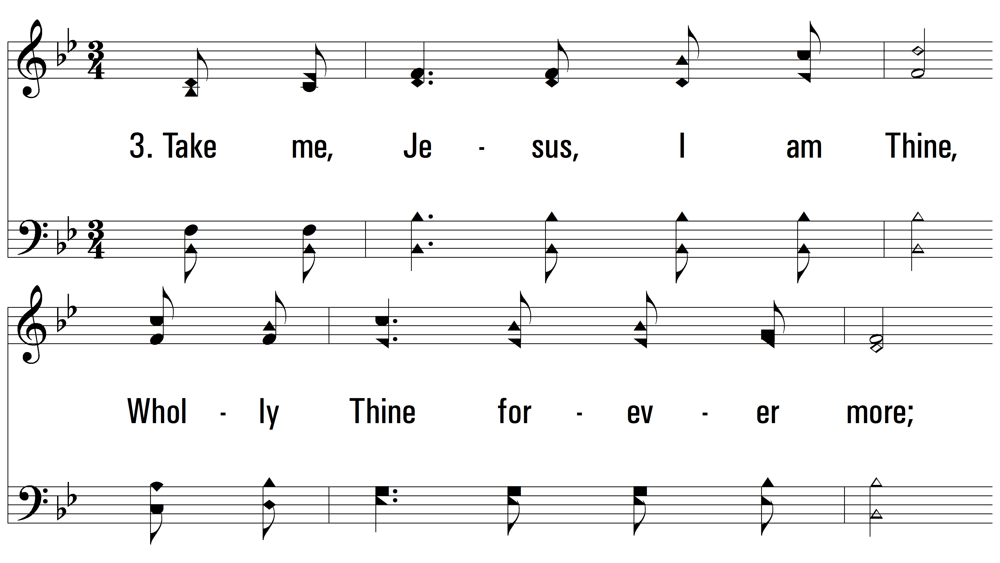 3. Take me, Je - sus, I am Thine,
Whol - ly Thine for - ev - er more;